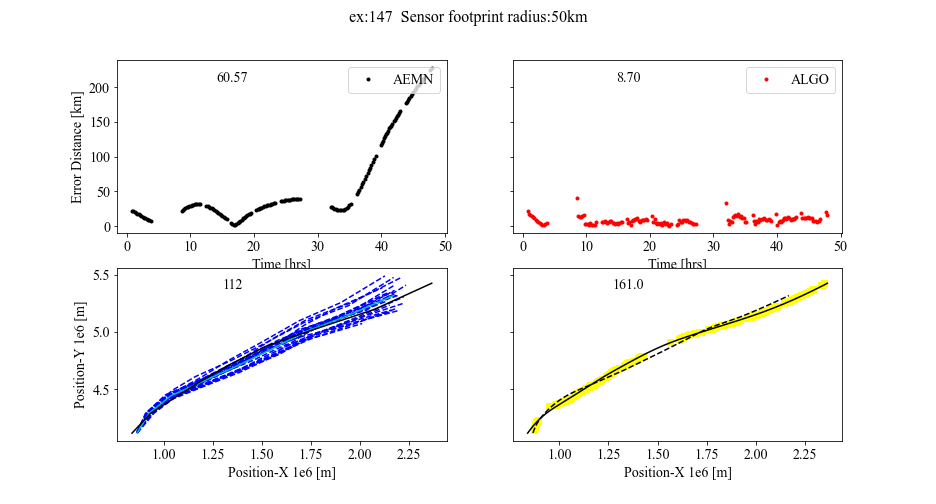 ex:147 Sensor footprint radius:50km
60.57
AEMN
8.70
ALGO
Error Distance [km]
200
150
100
50
0
0 10 20 30 40 50
0 10 20 30 40 50
Time [hrs]
Time [hrs]
112
161.0
Position-Y 1e6 [m]
5.5
5.0
4.5
1.00 1.25 1.50 1.75 2.00 2.25
1.00 1.25 1.50 1.75 2.00 2.25
Position-X 1e6 [m]
Position-X 1e6 [m]